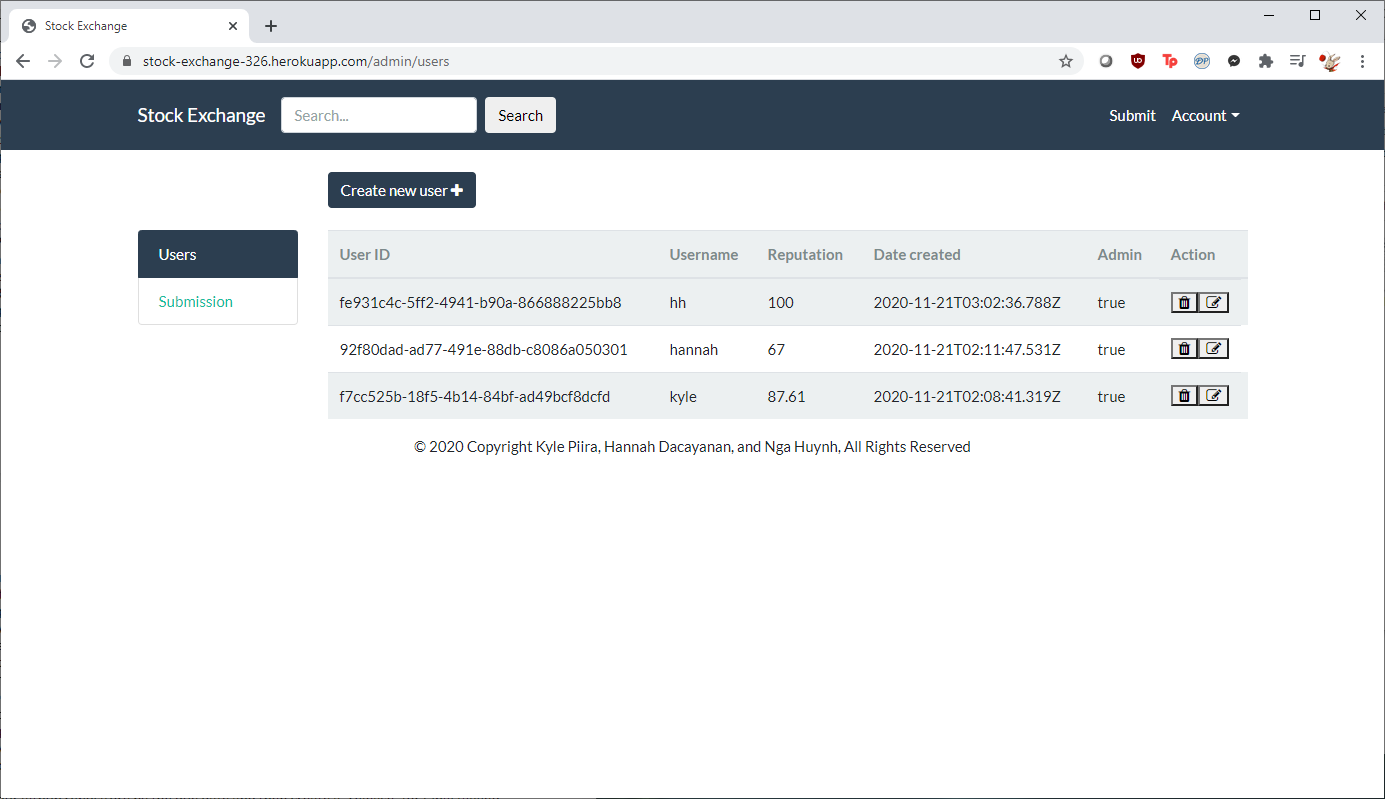 Stock Exchange
stock-exchange-326.herokuapp.com/admin/users
UO Tp DP
Stock Exchange Search... Search Submit Account
Create new user
Users
Submission
User ID Username Reputation Date created Admin Action
fe931c4c-5ff2-4941-b90a-866888225bb8 hh 100 2020-11-21T03:02:36.788Z true
92f80dad-ad77-491e-88db-c8086a050301 hannah 67 2020-11-21T02:11:47.531Z true
f7cc525b-18f5-4b14-84bf-ad49bcf8dcfd kyle 87.61 2020-11-21T02:08:41.319Z true
© 2020 Copyright Kyle Piira, Hannah Dacayanan, and Nga Huynh, All Rights Reserved